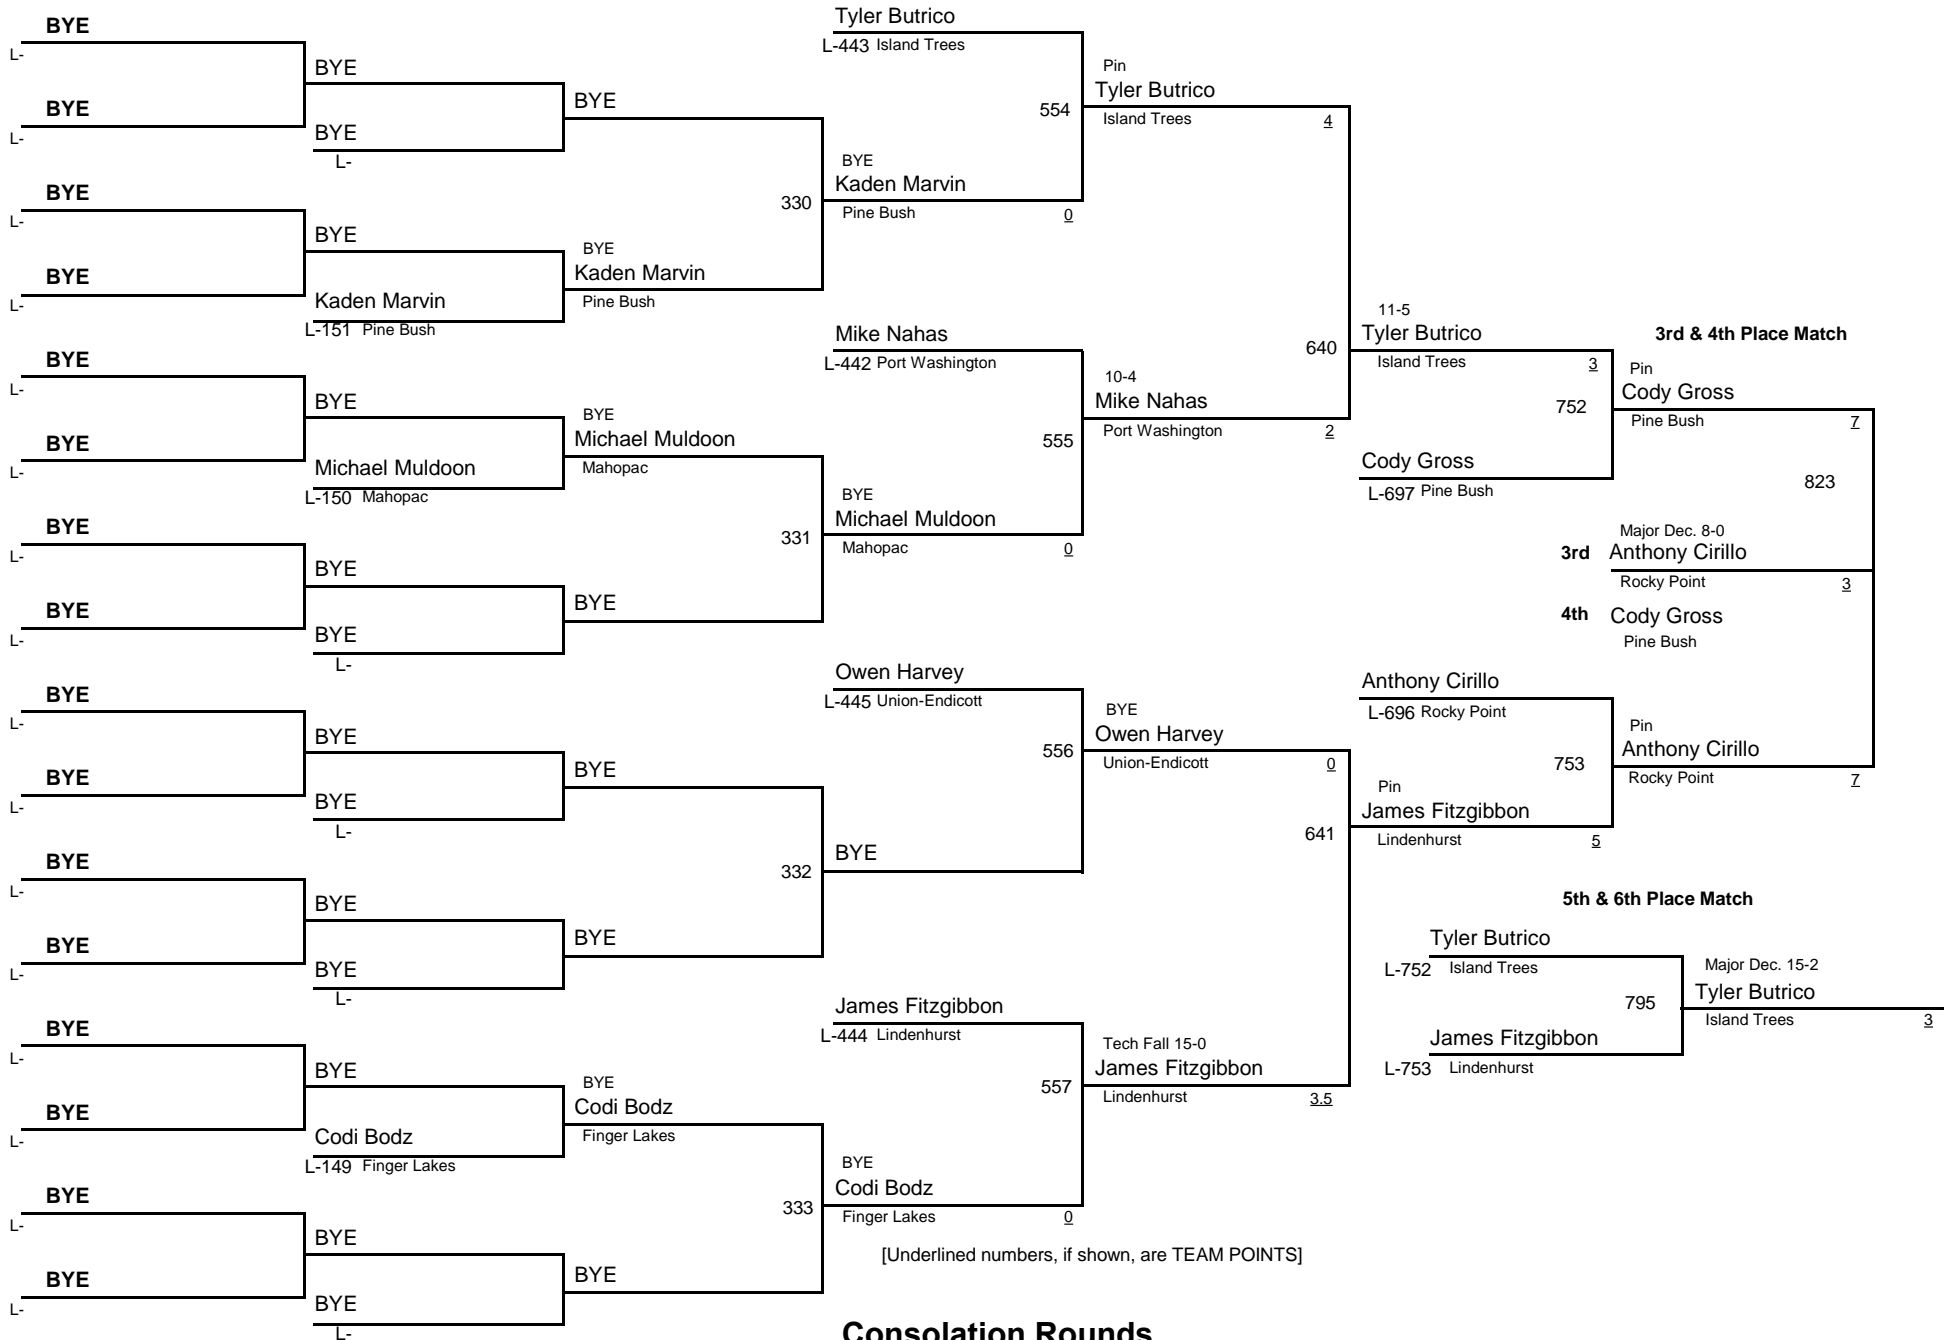 BYE
L-
BYE
L-
BYE
L-
BYE
L-
BYE
L-
BYE
L-
BYE
L-
BYE
L-
BYE
L-
BYE
L-
BYE
L-
BYE
L-
BYE
L-
BYE
L-
BYE
L-
BYE
L-
BYE
BYE
L-
BYE
Kaden Marvin
L-151 Pine Bush
BYE
Michael Muldoon
L-150 Mahopac
BYE
BYE
L-
BYE
BYE
L-
BYE
BYE
L-
BYE
Codi Bodz
L-149 Finger Lakes
BYE
BYE
L-
BYE
330
BYE
Kaden Marvin
Pine Bush
BYE
Michael Muldoon
Mahopac
331
BYE
BYE
332
BYE
BYE
Codi Bodz
Finger Lakes
333
BYE
Tyler Butrico
L-443 Island Trees
554
BYE
Kaden Marvin
Pine Bush 0
Mike Nahas
L-442 Port Washington
555
BYE
Michael Muldoon
Mahopac 0
Owen Harvey
L-445 Union-Endicott
556
BYE
James Fitzgibbon
L-444 Lindenhurst
557
BYE
Codi Bodz
Finger Lakes 0
Pin
Tyler Butrico
Island Trees 4
640
10-4
Mike Nahas
Port Washington 2
BYE
Owen Harvey
Union-Endicott 0
641
Tech Fall 15-0
James Fitzgibbon
Lindenhurst 3.5
11-5
Tyler Butrico
Island Trees 3
752
Cody Gross
L-697 Pine Bush
Anthony Cirillo
L-696 Rocky Point
753
Pin
James Fitzgibbon
Lindenhurst 5
3rd & 4th Place Match
Pin
Cody Gross
Pine Bush 7
823
Major Dec. 8-0
3rd Anthony Cirillo
Rocky Point 3
4th Cody Gross
Pine Bush
Pin
Anthony Cirillo
Rocky Point 7
5th & 6th Place Match
Tyler Butrico
L-752 Island Trees
795
James Fitzgibbon
L-753 Lindenhurst
Major Dec. 15-2
Tyler Butrico
Island Trees 3
[Underlined numbers, if shown, are TEAM POINTS]
Consolation Rounds